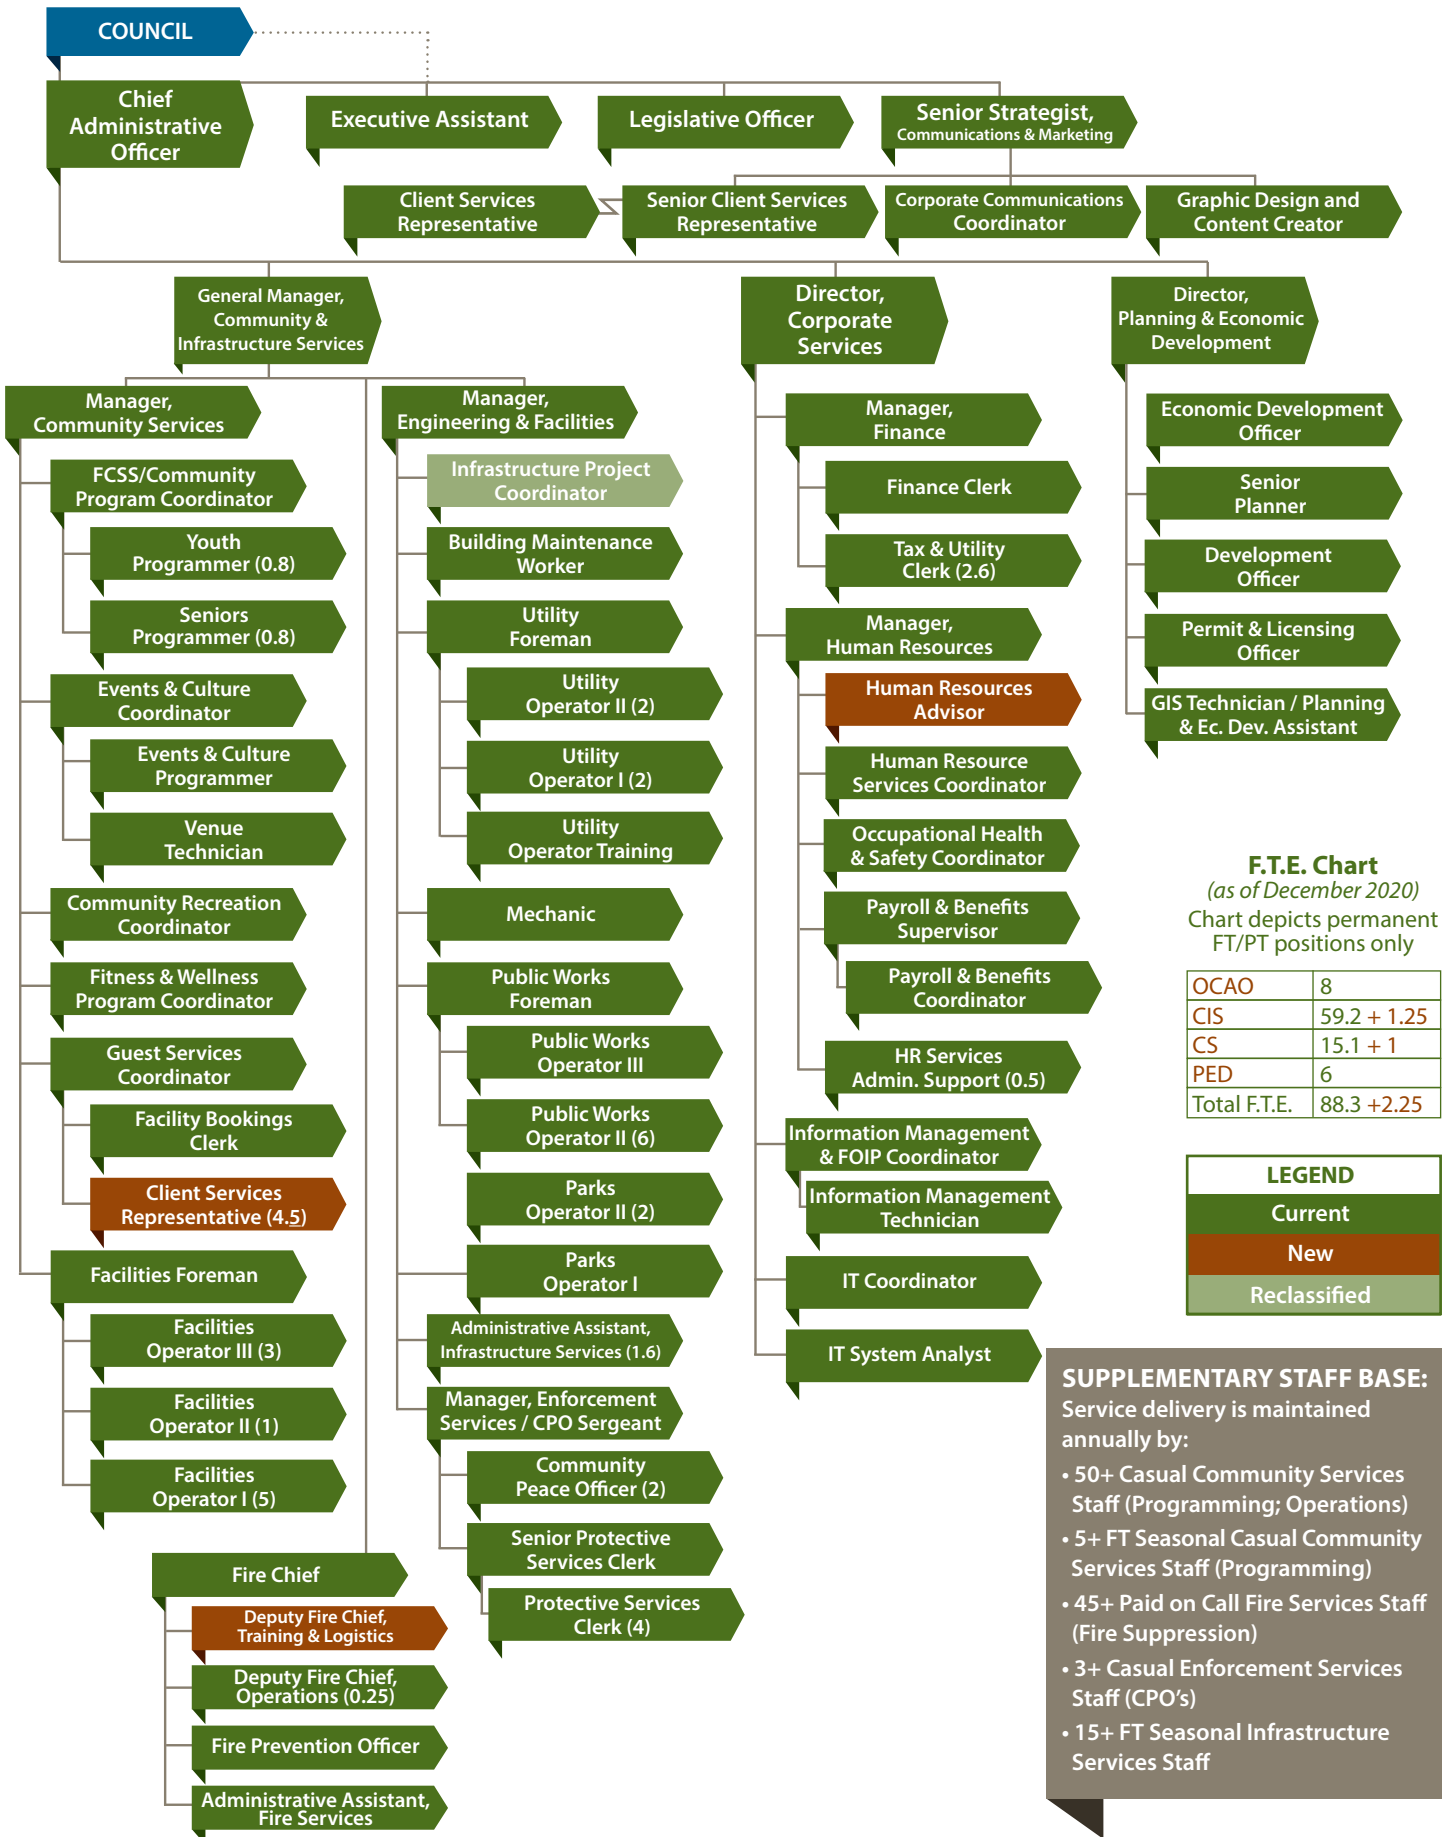 COUNCIL
Chief
Administrative
Officer
Executive Assistant
Legislative Officer
Senior Strategist,
Communications & Marketing
Client Services
Representative
Senior Client Services
Representative
Corporate Communications
Coordinator
Graphic Design and
Content Creator
General Manager,
Community &
Infrastructure Services
Director,
Corporate
Services
Director,
Planning & Economic
Development
Manager,
Community Services
FCSS/Community
Program Coordinator
Youth
Programmer (0.8)
Seniors
Programmer (0.8)
Events & Culture
Coordinator
Events & Culture
Programmer
Venue
Technician
Community Recreation
Coordinator
Fitness & Wellness
Program Coordinator
Guest Services
Coordinator
Facility Bookings
Clerk
Client Services
Representative (4.5)
Facilities Foreman
Facilities
Operator III (3)
Facilities
Operator II (1)
Facilities
Operator I (5)
Manager,
Engineering & Facilities
Infrastructure Project
Coordinator
Building Maintenance
Worker
Utility
Foreman
Utility
Operator II (2)
Utility
Operator I (2)
Utility
Operator Training
Mechanic
Public Works
Foreman
Public Works
Operator III
Public Works
Operator II (6)
Parks
Operator II (2)
Parks
Operator I
Administrative Assistant,
Infrastructure Services (1.6)
Manager, Enforcement
Services / CPO Sergeant
Community
Peace Officer (2)
Senior Protective
Services Clerk
Protective Services
Clerk (4)
Fire Chief
Deputy Fire Chief,
Training & Logistics
Deputy Fire Chief,
Operations (0.25)
Fire Prevention Officer
Administrative Assistant,
Fire Services
Manager,
Finance
Finance Clerk
Tax & Utility
Clerk (2.6)
Manager,
Human Resources
Human Resources
Advisor
Human Resource
Services Coordinator
Occupational Health
& Safety Coordinator
Payroll & Benefits
Supervisor
Payroll & Benefits
Coordinator
HR Services
Admin. Support (0.5)
Information Management
& FOIP Coordinator
Information Management
Technician
IT Coordinator
IT System Analyst
Economic Development
Officer
Senior
Planner
Development
Officer
Permit & Licensing
Officer
GIS Technician / Planning
& Ec. Dev. Assistant
F.T.E. Chart
(as of December 2020)
Chart depicts permanent
FT/PT positions only
OCAO 8
CIS 59.2 + 1.25
CS 15.1 + 1
PED 6
Total F.T.E. 88.3 +2.25
LEGEND
Current
New
Reclassified
SUPPLEMENTARY STAFF BASE:
Service delivery is maintained
annually by:
• 50+ Casual Community Services
Staff (Programming; Operations)
• 5+ FT Seasonal Casual Community
Services Staff (Programming)
• 45+ Paid on Call Fire Services Staff
(Fire Suppression)
• 3+ Casual Enforcement Services
Staff (CPO's)
• 15+ FT Seasonal Infrastructure
Services Staff